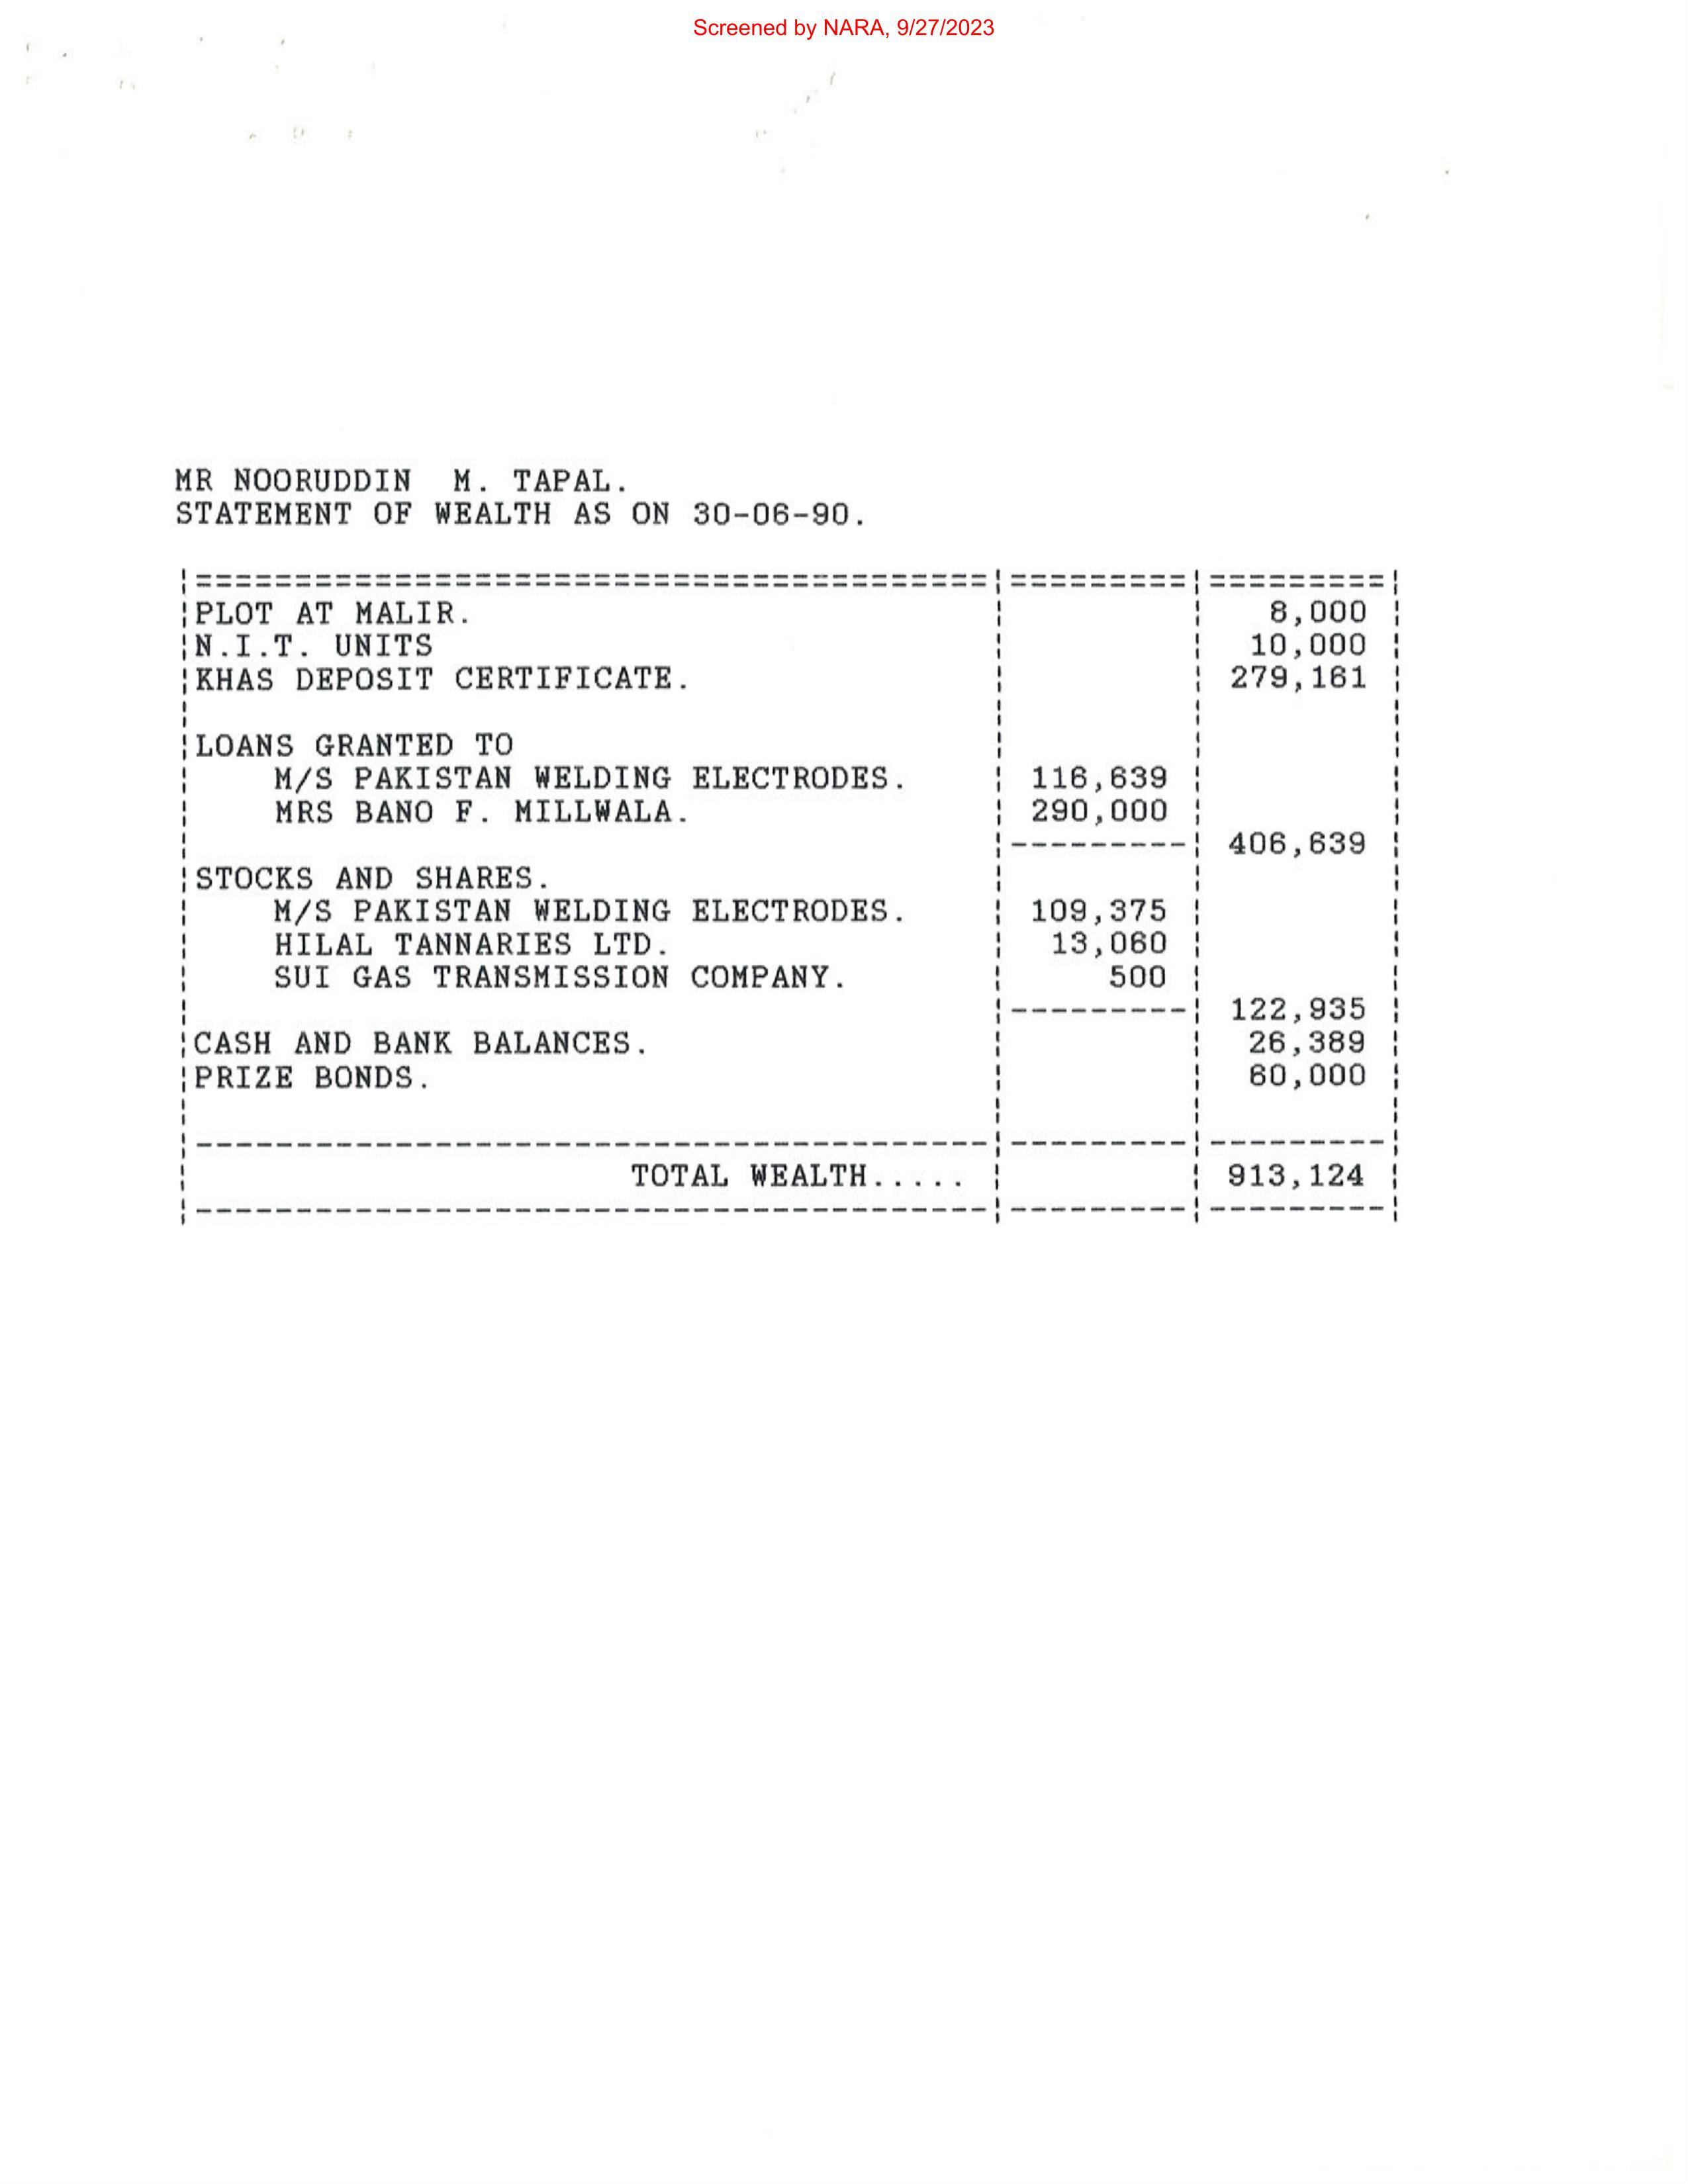 Screened by NARA, 9/27/2023
MR NOORUDDIN M. TAPAL.
STATEMENT OF WEALTH AS ON 30-06-90.
PLOT AT MALIR. 8,000
N.I.T. UNITS 10,000
KHAS DEPOSIT CERTIFICATE. 279,161
LOANS GRANTED TO
M/S PAKISTAN WELDING ELECTRODES. 116,639
MRS BANO F. MILLWALA. 290,000
406,639
STOCKS AND SHARES.
M/S PAKISTAN WELDING ELECTRODES. 109,375
HILAL TANNARIES LTD. 13,060
SUI GAS TRANSMISSION COMPANY. 500
122,935
CASH AND BANK BALANCES. 26,389
PRIZE BONDS. 60,000
TOTAL WEALTH..... 913,124